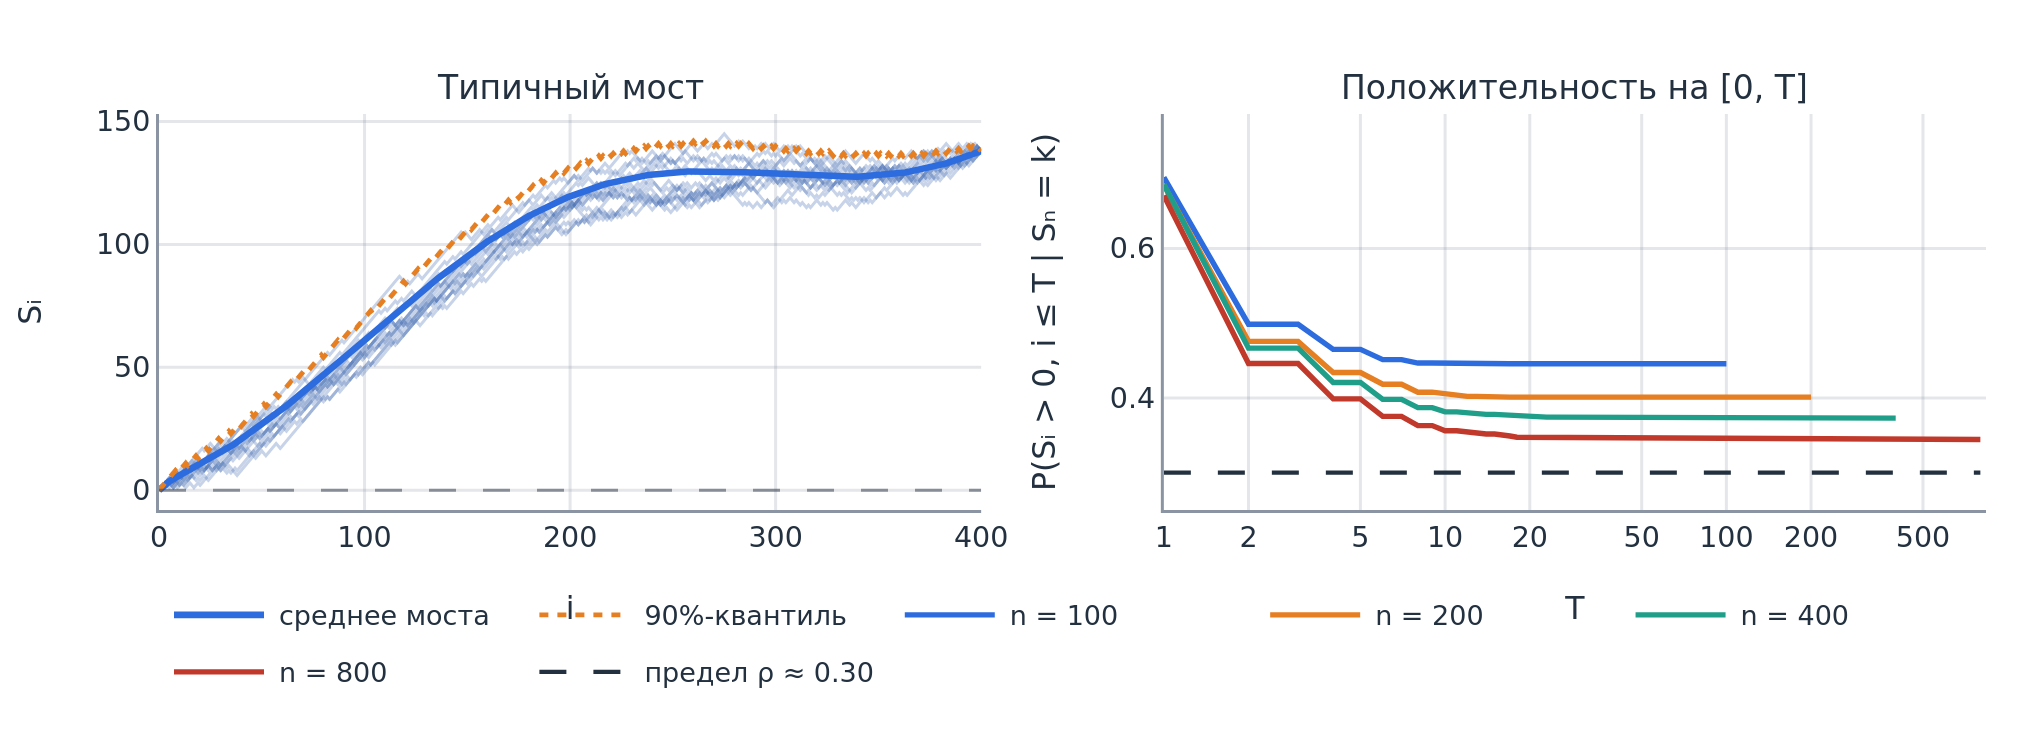 Типичный мост
Sᵢ
150
100
50
0
0 100 200 300 400
i
Положительность на [0, T]
P(Sᵢ > 0, i ≤ T | Sₙ = k)
0.6
0.4
1 2 5 10 20 50 100 200 500
T
среднее моста 90%-квантиль n = 100 n = 200 n = 400
n = 800 предел ρ ≈ 0.30